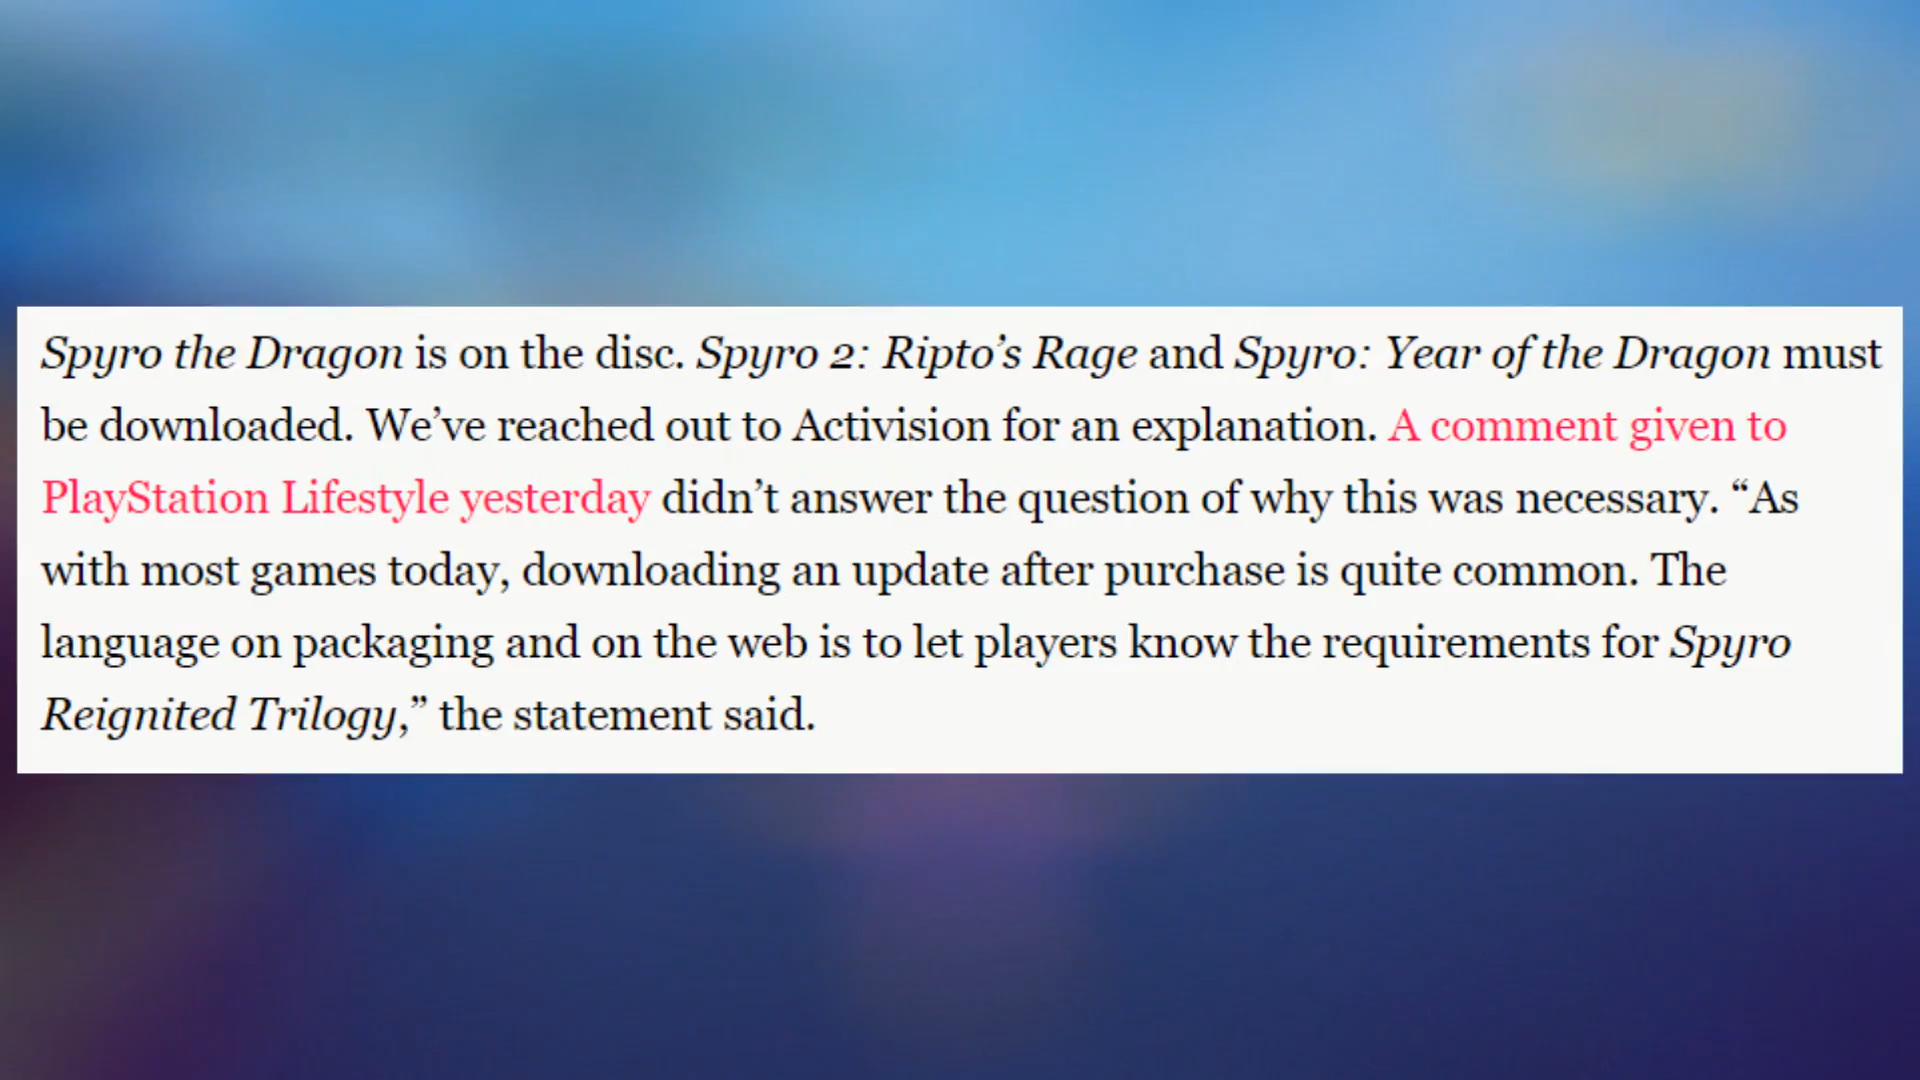 Spyro the Dragon is on the disc. Spyro 2: Ripto’s Rage and Spyro: Year of the Dragon must
be downloaded. We’ve reached out to Activision for an explanation. A comment given to
PlayStation Lifestyle yesterday didn’t answer the question of why this was necessary. “As
with most games today, downloading an update after purchase is quite common. The
language on packaging and on the web is to let players know the requirements for Spyro
Reignited Trilogy,” the statement said.